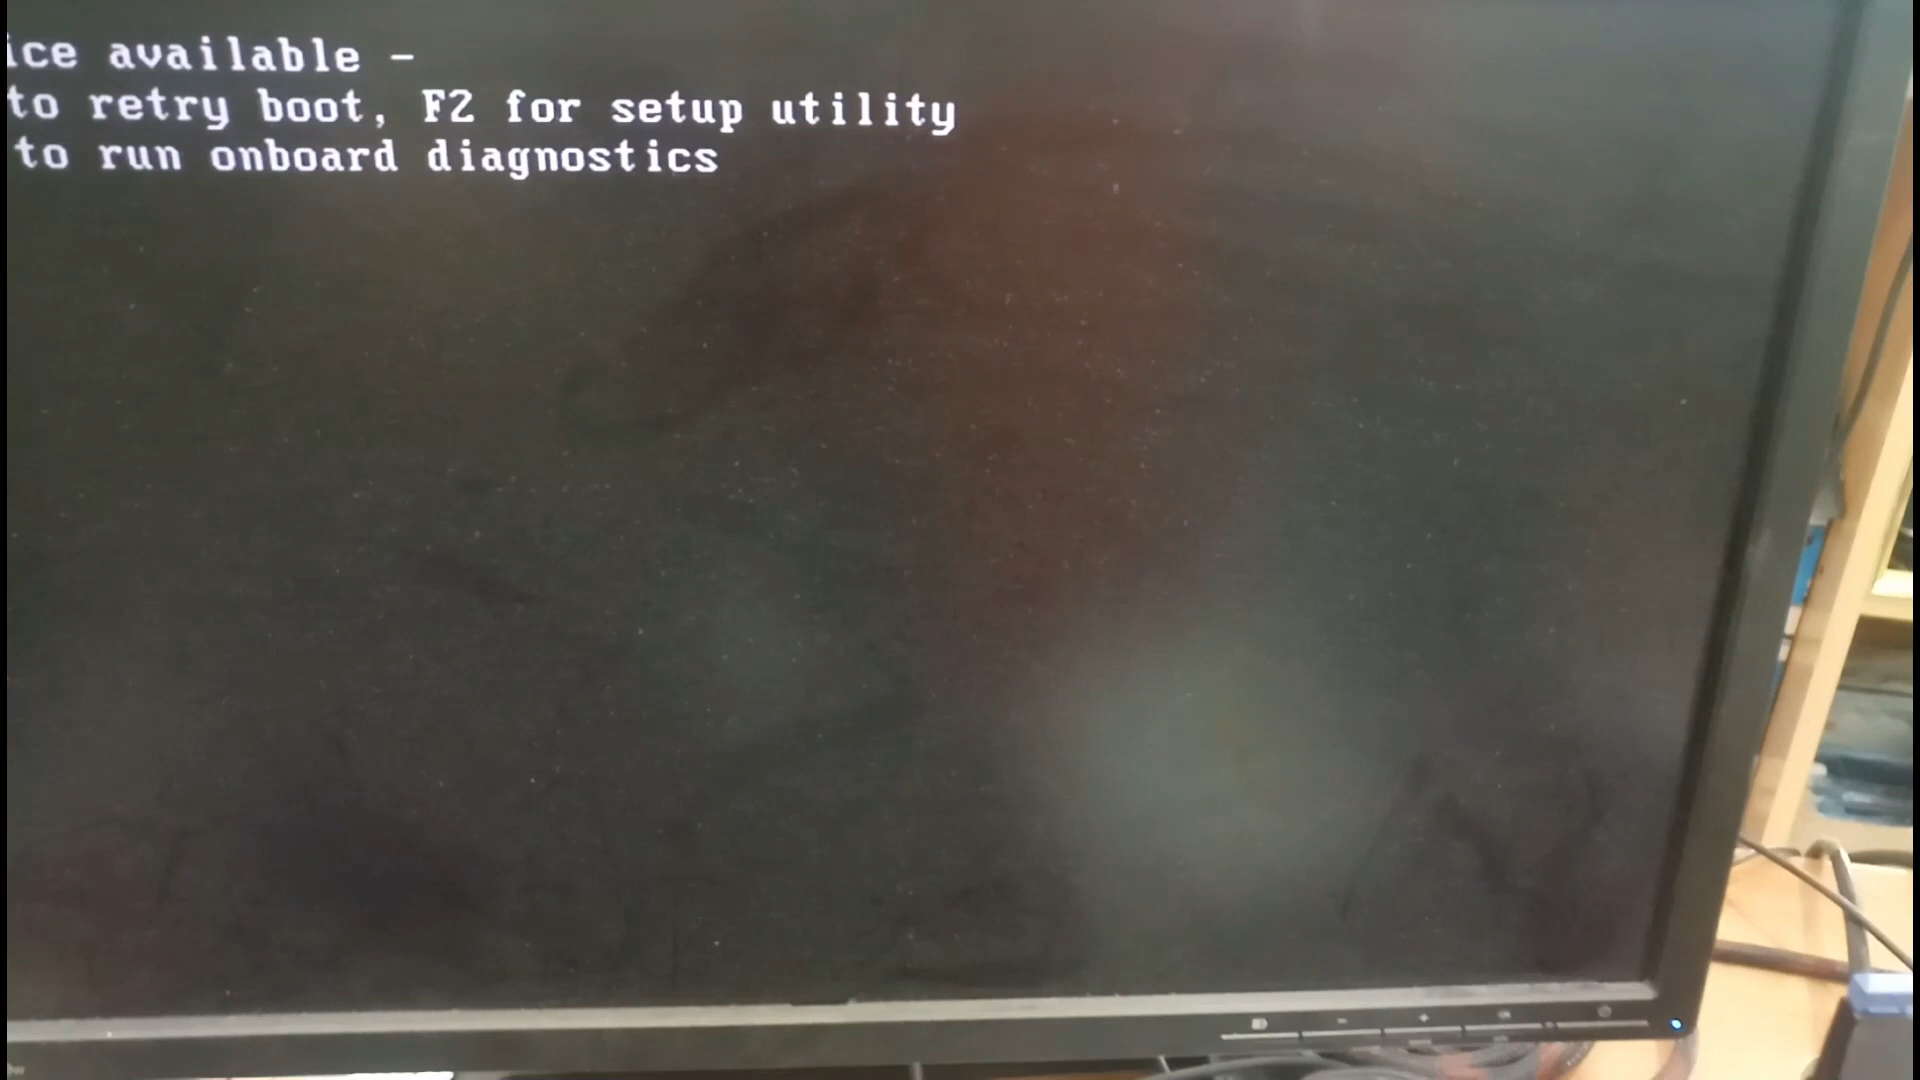 ice available -
to retry boot, F2 for setup utility
to run onboard diagnostics